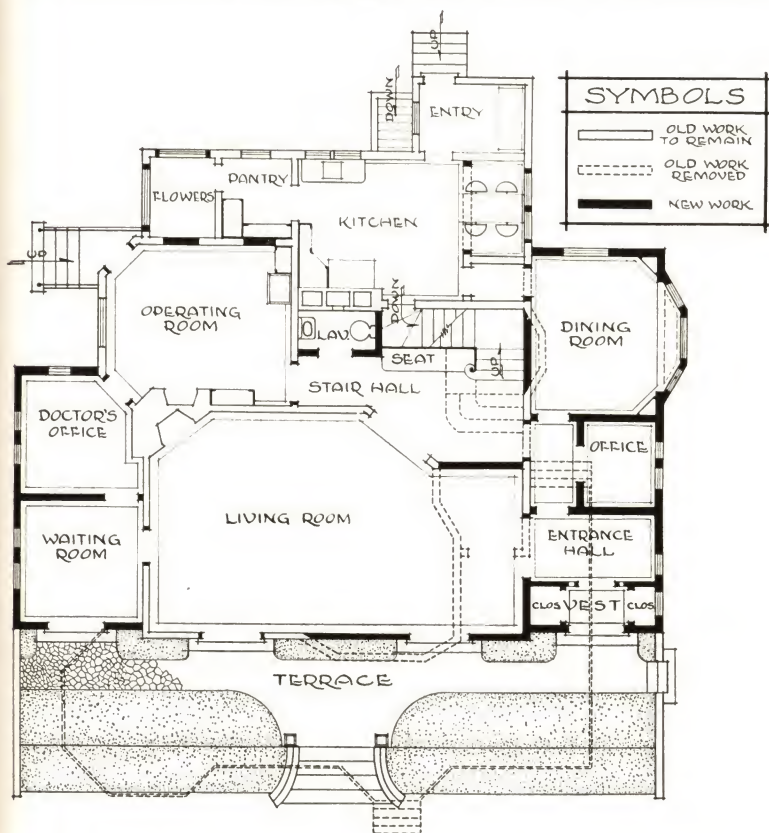 UP
DOWN
ENTRY
SYMBOLS
OLD WORK
TO REMAIN
OLD WORK
REMOVED
NEW WORK
FLOWERS
PANTRY
KITCHEN
UP
OPERATING
ROOM
DOWN
LAV.
SEAT
UP
STAIR HALL
DINING
ROOM
DOCTOR'S
OFFICE
OFFICE
LIVING ROOM
WAITING
ROOM
ENTRANCE
HALL
CLOS
VEST
CLOS
TERRACE